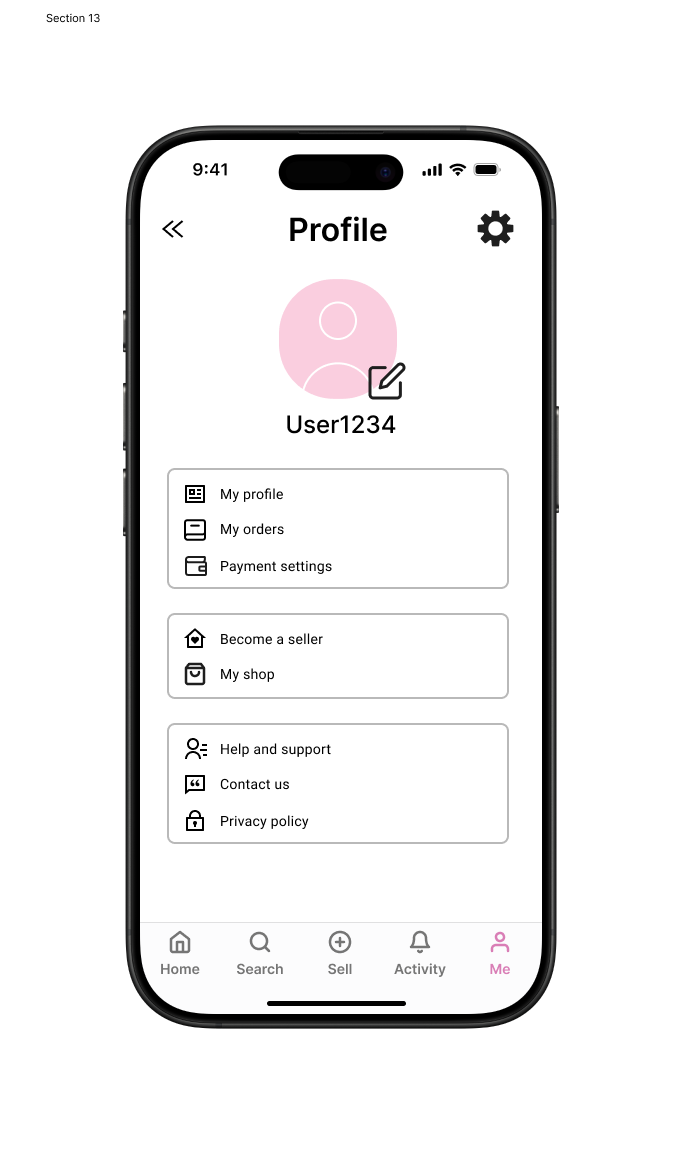 Section 13
9:41
Profile
User1234
My profile
My orders
Payment settings
Become a seller
My shop
Help and support
Contact us
Privacy policy
Home Search Sell Activity Me